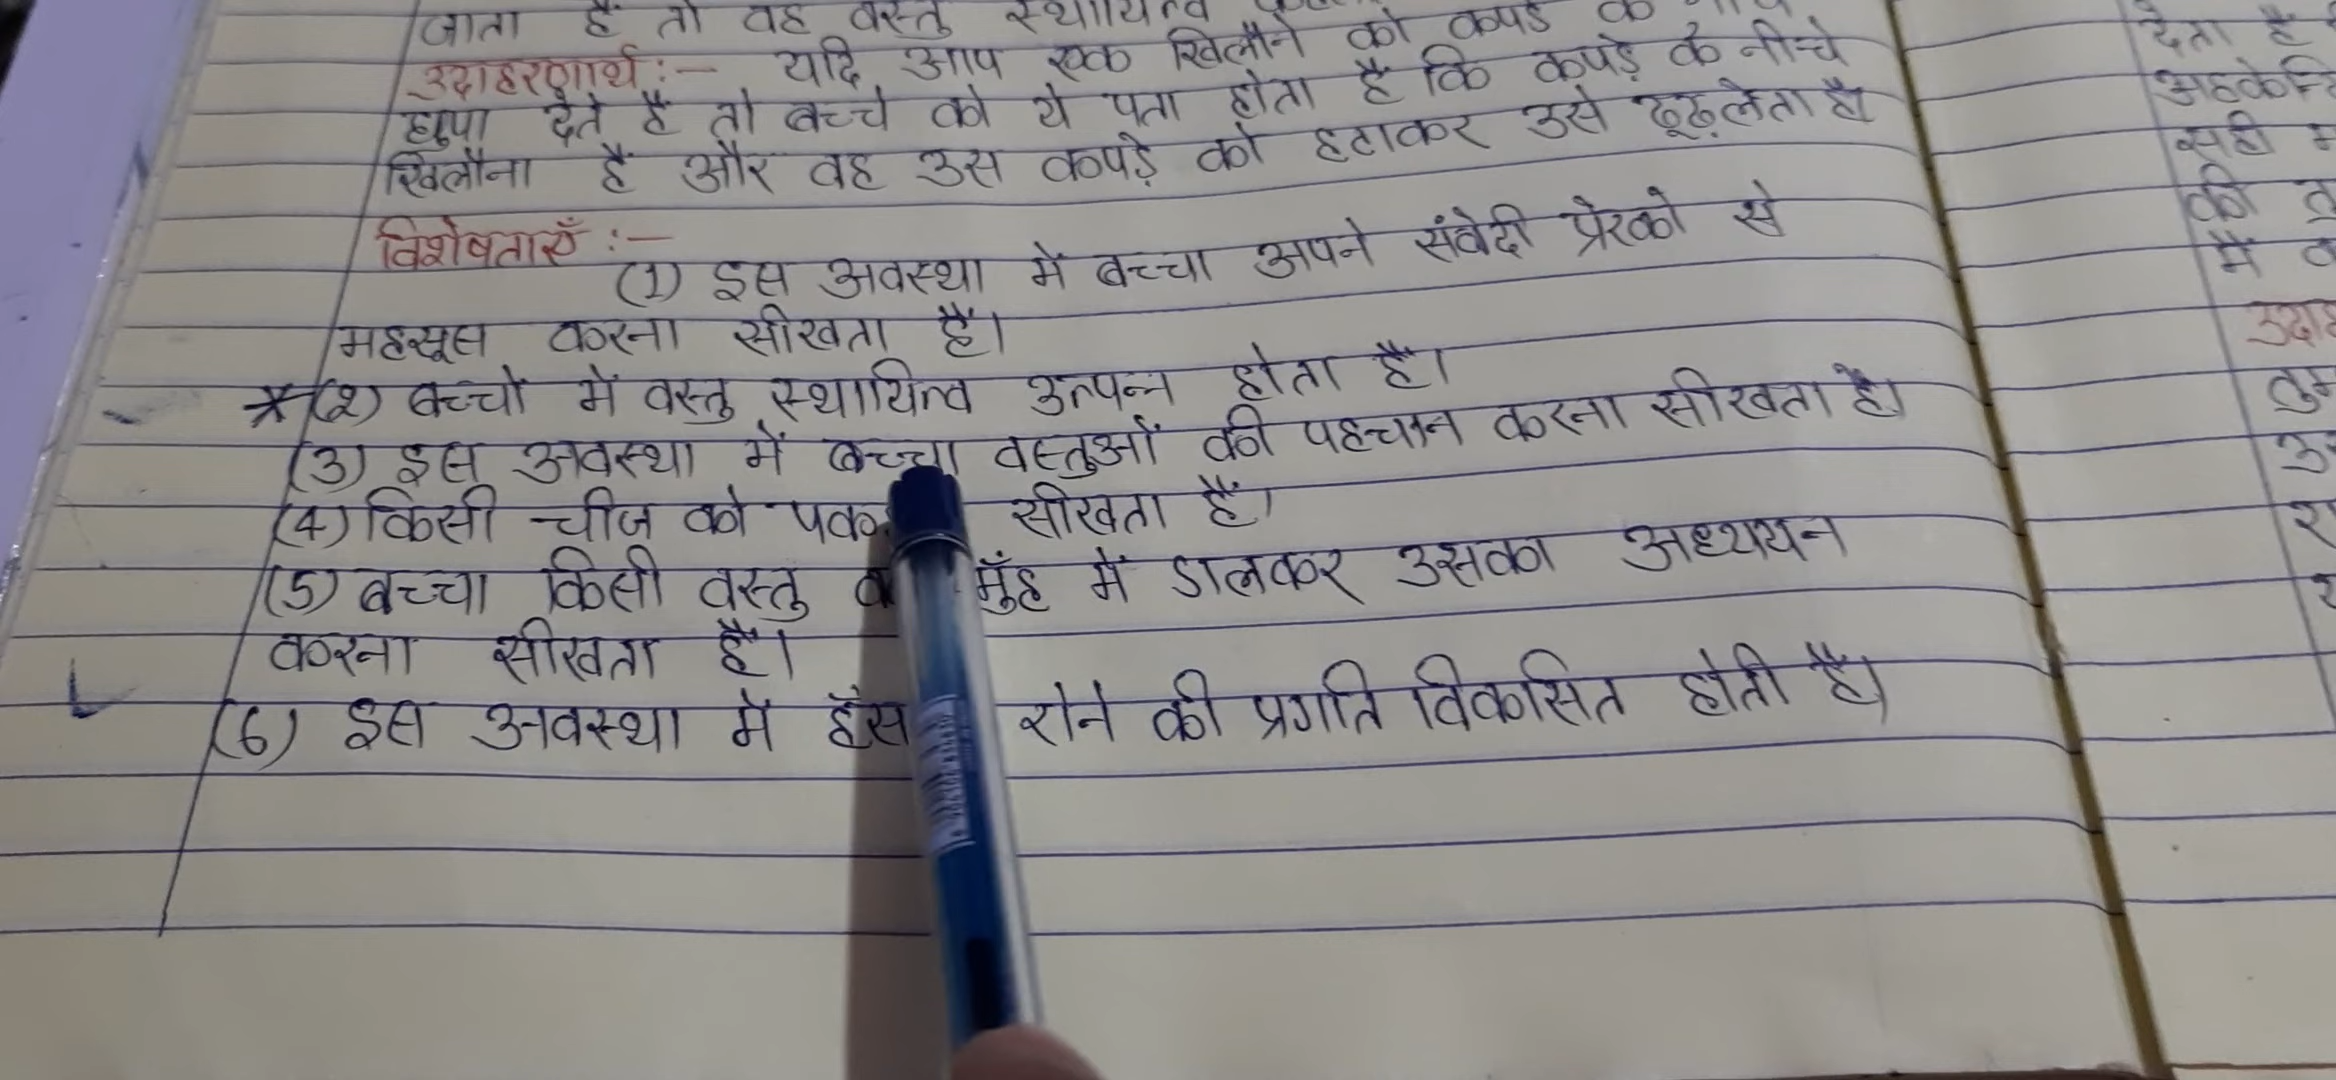 जाता है तो वह वस्तु स्थायित्व
उदाहरणार्थ :- यदि आप एक खिलौने को कपडे के
छुपा देते है तो बच्चे को ये पता होता है कि कपड़े के नीचे
खिलौना है और वह उस कपड़े को हटाकर उसे ढूढ़लेता है।
विशेषताएँ :-
(1) इस अवस्था में बच्चा अपने संवेदी प्रेरको से
महसूस करना सीखता हैं।
*(2) बच्चों में वस्तु स्थायित्व उत्पन्न होता हैं।
(3) इस अवस्था में बच्चा वस्तुओं की पहचान करना सीखता है।
(4) किसी चीज को सीखता हैं।
(5) बच्चा किसी वस्तु मुँह में डालकर उसका अध्ययन
करना सीखता हैं।
(6) इस अवस्था में रोने की प्रगति विकसित होती हैं।
देता है
सही
की
में